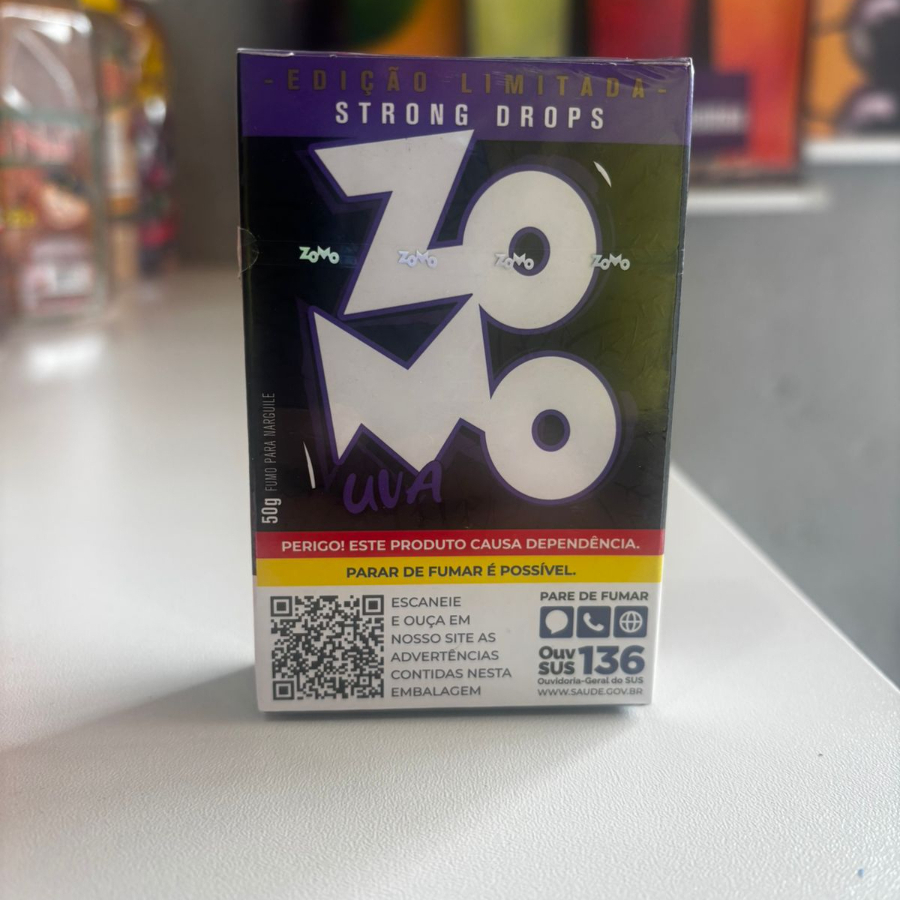 -EDIÇÃO LIMITADA-
STRONG DROPS
ZO
MO
ZOMO ZOMO ZOMO ZOMO
UVA
50g FUMO PARA NARGUILE
PERIGO! ESTE PRODUTO CAUSA DEPENDÊNCIA.
PARAR DE FUMAR É POSSÍVEL.
ESCANEIE
E OUÇA EM
NOSSO SITE AS
ADVERTÊNCIAS
CONTIDAS NESTA
EMBALAGEM
PARE DE FUMAR
Ouv
SUS 136
Ouvidoria-Geral do SUS
WWW.SAUDE.GOV.BR